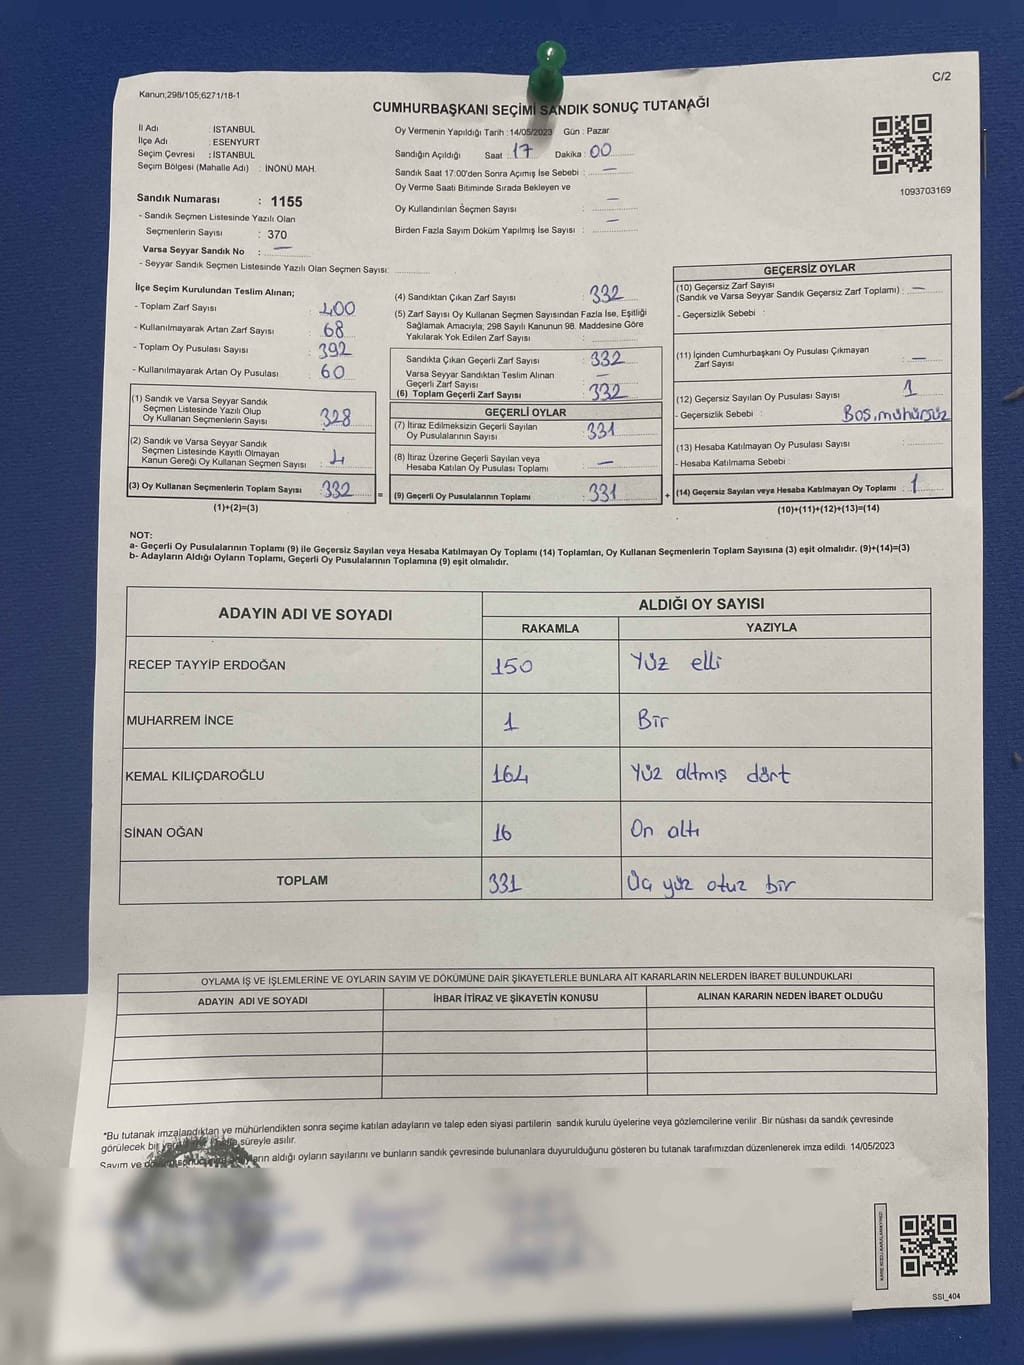 Kanun;298/105;6271/18-1
C/2
CUMHURBAŞKANI SEÇİMİ SANDIK SONUÇ TUTANAĞI
İl Adı : İSTANBUL
İlçe Adı : ESENYURT
Seçim Çevresi : İSTANBUL
Seçim Bölgesi (Mahalle Adı) : İNÖNÜ MAH.
Oy Vermenin Yapıldığı Tarih : 14/05/2023 Gün : Pazar
Sandığın Açıldığı Saat : 17 Dakika : 00
Sandık Saat 17:00'den Sonra Açımış İse Sebebi : —
Oy Verme Saati Bitiminde Sırada Bekleyen ve
Oy Kullandırılan Seçmen Sayısı : —
Birden Fazla Sayım Döküm Yapılmış İse Sayısı : —
1093703169
Sandık Numarası : 1155
- Sandık Seçmen Listesinde Yazılı Olan
Seçmenlerin Sayısı : 370
Varsa Seyyar Sandık No : —
- Seyyar Sandık Seçmen Listesinde Yazılı Olan Seçmen Sayısı:
İlçe Seçim Kurulundan Teslim Alınan;
- Toplam Zarf Sayısı : 400
- Kullanılmayarak Artan Zarf Sayısı : 68
- Toplam Oy Pusulası Sayısı : 392
- Kullanılmayarak Artan Oy Pusulası : 60
(1) Sandık ve Varsa Seyyar Sandık
Seçmen Listesinde Yazılı Olup
Oy Kullanan Seçmenlerin Sayısı : 328
(2) Sandık ve Varsa Seyyar Sandık
Seçmen Listesinde Kayıtlı Olmayan
Kanun Gereği Oy Kullanan Seçmen Sayısı : 4
(3) Oy Kullanan Seçmenlerin Toplam Sayısı : 332
(1)+(2)=(3)
(4) Sandıktan Çıkan Zarf Sayısı : 332
(5) Zarf Sayısı Oy Kullanan Seçmen Sayısından Fazla İse, Eşitliği
Sağlamak Amacıyla; 298 Sayılı Kanunun 98. Maddesine Göre
Yakılarak Yok Edilen Zarf Sayısı :
Sandıkta Çıkan Geçerli Zarf Sayısı : 332
Varsa Seyyar Sandıktan Teslim Alınan
Geçerli Zarf Sayısı : —
(6) Toplam Geçerli Zarf Sayısı : 332
=
GEÇERLİ OYLAR
(7) İtiraz Edilmeksizin Geçerli Sayılan
Oy Pusulalarının Sayısı : 331
(8) İtiraz Üzerine Geçerli Sayılan veya
Hesaba Katılan Oy Pusulası Toplamı : —
(9) Geçerli Oy Pusulalarının Toplamı : 331
+
GEÇERSİZ OYLAR
(10) Geçersiz Zarf Sayısı
(Sandık ve Varsa Seyyar Sandık Geçersiz Zarf Toplamı) : —
- Geçersizlik Sebebi :
(11) İçinden Cumhurbaşkanı Oy Pusulası Çıkmayan
Zarf Sayısı : —
(12) Geçersiz Sayılan Oy Pusulası Sayısı : 1
- Geçersizlik Sebebi : Boş, mühürsüz
(13) Hesaba Katılmayan Oy Pusulası Sayısı :
- Hesaba Katılmama Sebebi :
(14) Geçersiz Sayılan veya Hesaba Katılmayan Oy Toplamı : 1
(10)+(11)+(12)+(13)=(14)
NOT:
a- Geçerli Oy Pusulalarının Toplamı (9) ile Geçersiz Sayılan veya Hesaba Katılmayan Oy Toplamı (14) Toplamları, Oy Kullanan Seçmenlerin Toplam Sayısına (3) eşit olmalıdır. (9)+(14)=(3)
b- Adayların Aldığı Oyların Toplamı, Geçerli Oy Pusulalarının Toplamına (9) eşit olmalıdır.
ADAYIN ADI VE SOYADI ALDIĞI OY SAYISI
RAKAMLA YAZIYLA
RECEP TAYYİP ERDOĞAN 150 Yüz elli
MUHARREM İNCE 1 Bir
KEMAL KILIÇDAROĞLU 164 Yüz altmış dört
SİNAN OĞAN 16 On altı
TOPLAM 331 Üç yüz otuz bir
OYLAMA İŞ VE İŞLEMLERİNE VE OYLARIN SAYIM VE DÖKÜMÜNE DAİR ŞİKAYETLERLE BUNLARA AİT KARARLARIN NELERDEN İBARET BULUNDUKLARI
ADAYIN ADI VE SOYADI İHBAR İTİRAZ VE ŞİKAYETİN KONUSU ALINAN KARARIN NEDEN İBARET OLDUĞU
*Bu tutanak imzalandıktan ve mühürlendikten sonra seçime katılan adayların ve talep eden siyasi partilerin sandık kurulu üyelerine veya gözlemcilerine verilir. Bir nüshası da sandık çevresinde
görülecek bir süreyle asılır.
Sayım ve aldığı oyların sayılarını ve bunların sandık çevresinde bulunanlara duyurulduğunu gösteren bu tutanak tarafımızdan düzenlenerek imza edildi. 14/05/2023
SSI_404